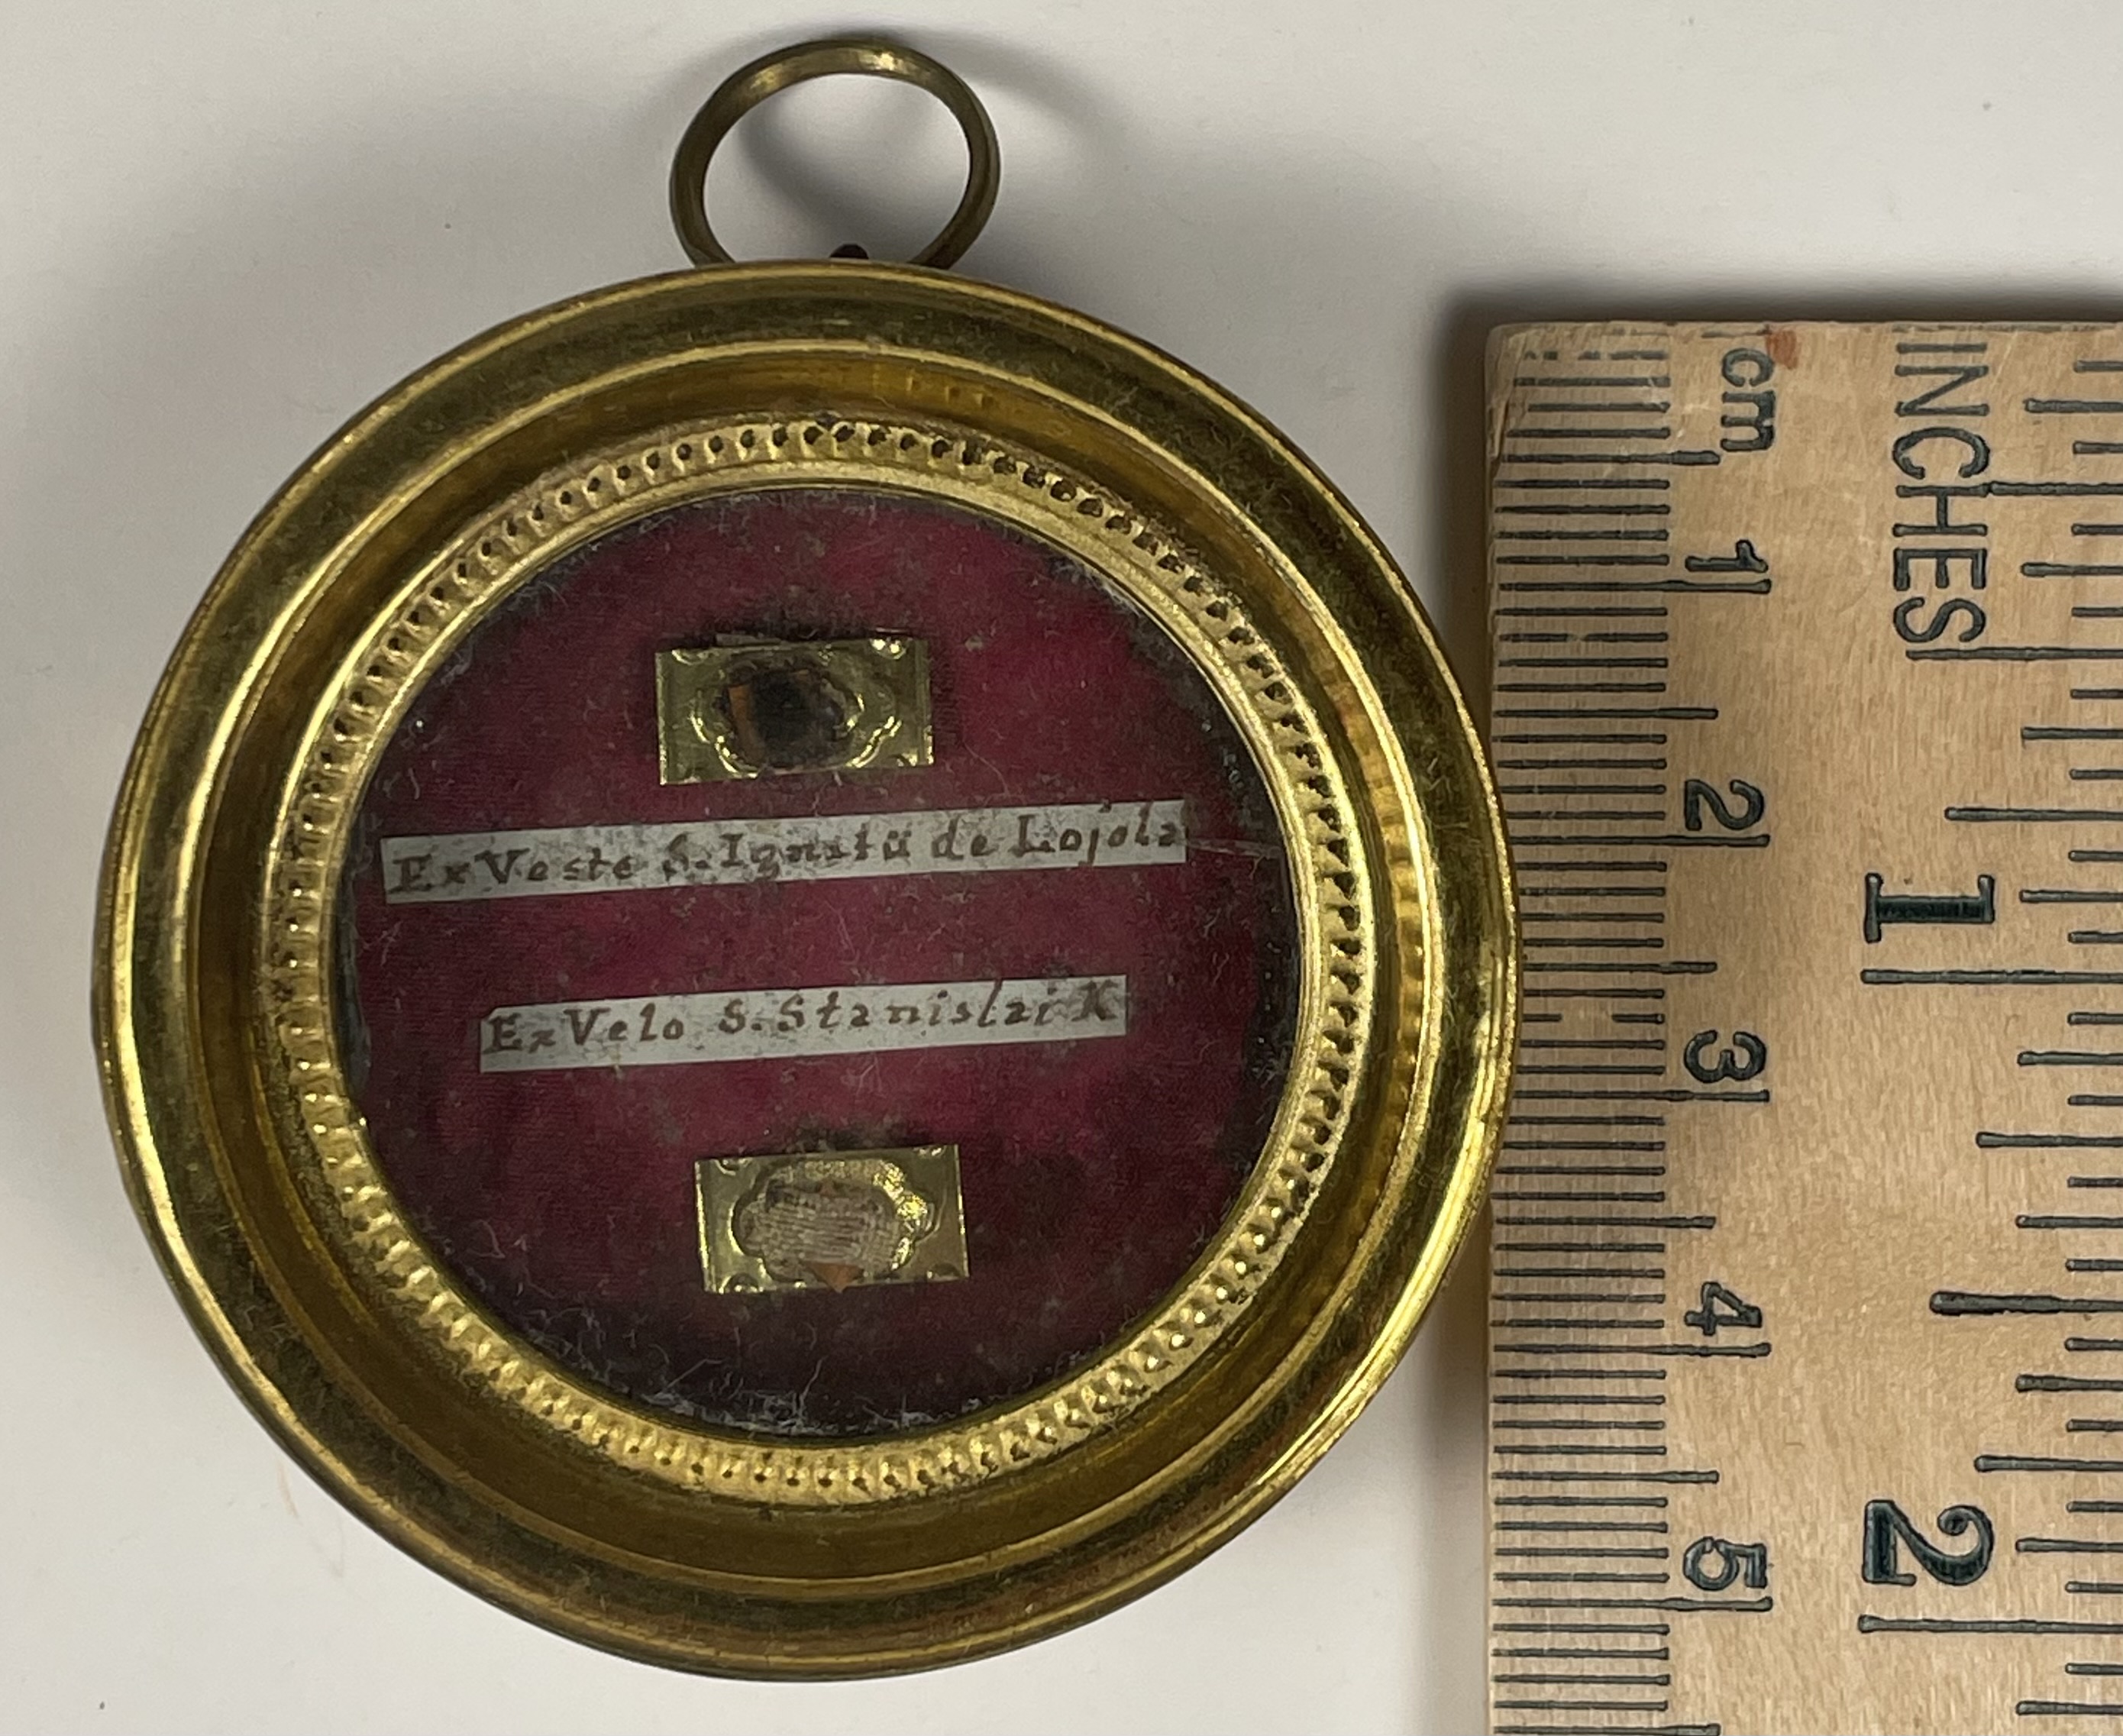 Ex Veste S. Ignatii de Lojola
Ex Velo S. Stanislai K
cm
1
2
3
4
5
INCHES
1
2